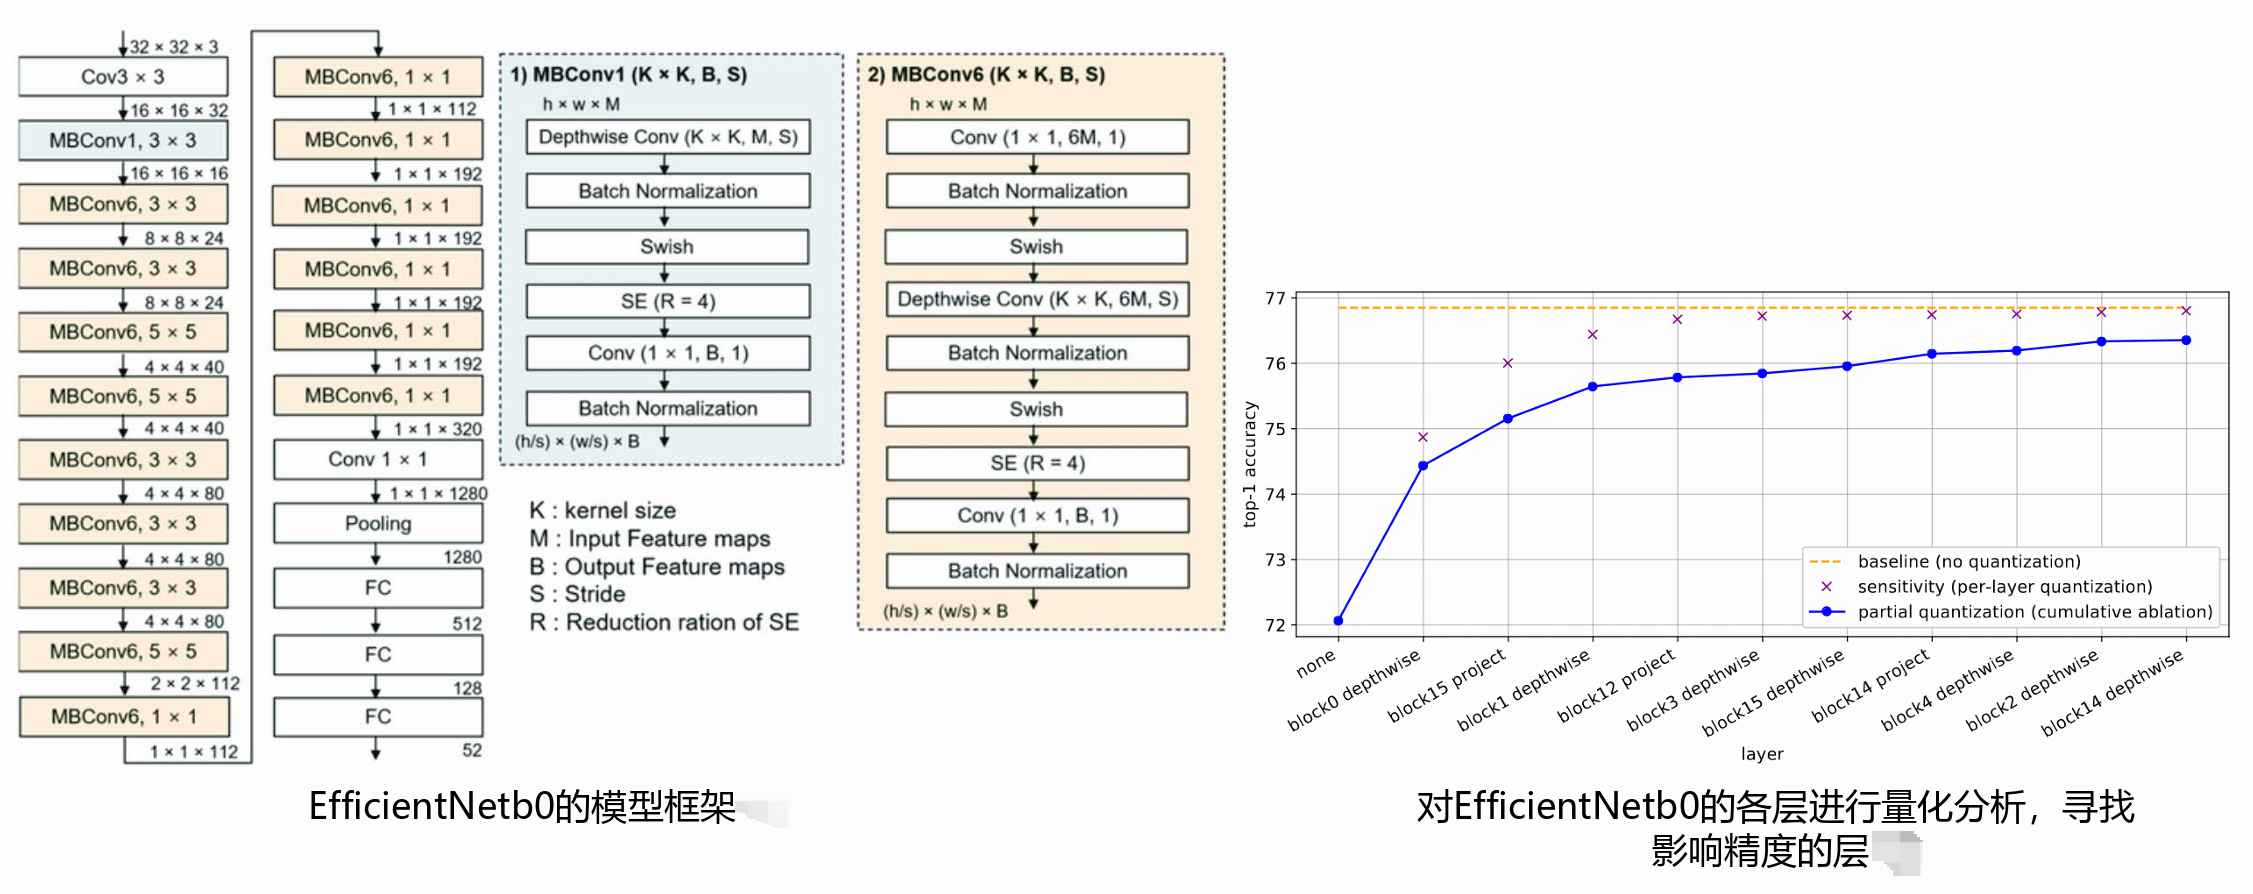 32 × 32 × 3
Cov3 × 3
16 × 16 × 32
MBConv1, 3 × 3
16 × 16 × 16
MBConv6, 3 × 3
8 × 8 × 24
MBConv6, 3 × 3
8 × 8 × 24
MBConv6, 5 × 5
4 × 4 × 40
MBConv6, 5 × 5
4 × 4 × 40
MBConv6, 3 × 3
4 × 4 × 80
MBConv6, 3 × 3
4 × 4 × 80
MBConv6, 3 × 3
4 × 4 × 80
MBConv6, 5 × 5
2 × 2 × 112
MBConv6, 1 × 1
1 × 1 × 112
MBConv6, 1 × 1
1 × 1 × 112
MBConv6, 1 × 1
1 × 1 × 192
MBConv6, 1 × 1
1 × 1 × 192
MBConv6, 1 × 1
1 × 1 × 192
MBConv6, 1 × 1
1 × 1 × 192
MBConv6, 1 × 1
1 × 1 × 320
Conv 1 × 1
1 × 1 × 1280
Pooling
1280
FC
512
FC
128
FC
52
1) MBConv1 (K × K, B, S)
h × w × M
Depthwise Conv (K × K, M, S)
Batch Normalization
Swish
SE (R = 4)
Conv (1 × 1, B, 1)
Batch Normalization
(h/s) × (w/s) × B
K : kernel size
M : Input Feature maps
B : Output Feature maps
S : Stride
R : Reduction ration of SE
2) MBConv6 (K × K, B, S)
h × w × M
Conv (1 × 1, 6M, 1)
Batch Normalization
Swish
Depthwise Conv (K × K, 6M, S)
Batch Normalization
Swish
SE (R = 4)
Conv (1 × 1, B, 1)
Batch Normalization
(h/s) × (w/s) × B
EfficientNetb0的模型框架
77
76
75
74
73
72
top-1 accuracy
baseline (no quantization)
sensitivity (per-layer quantization)
partial quantization (cumulative ablation)
none
block0 depthwise
block15 project
block1 depthwise
block12 project
block3 depthwise
block15 depthwise
block14 project
block4 depthwise
block2 depthwise
block14 depthwise
layer
对EfficientNetb0的各层进行量化分析，寻找
影响精度的层